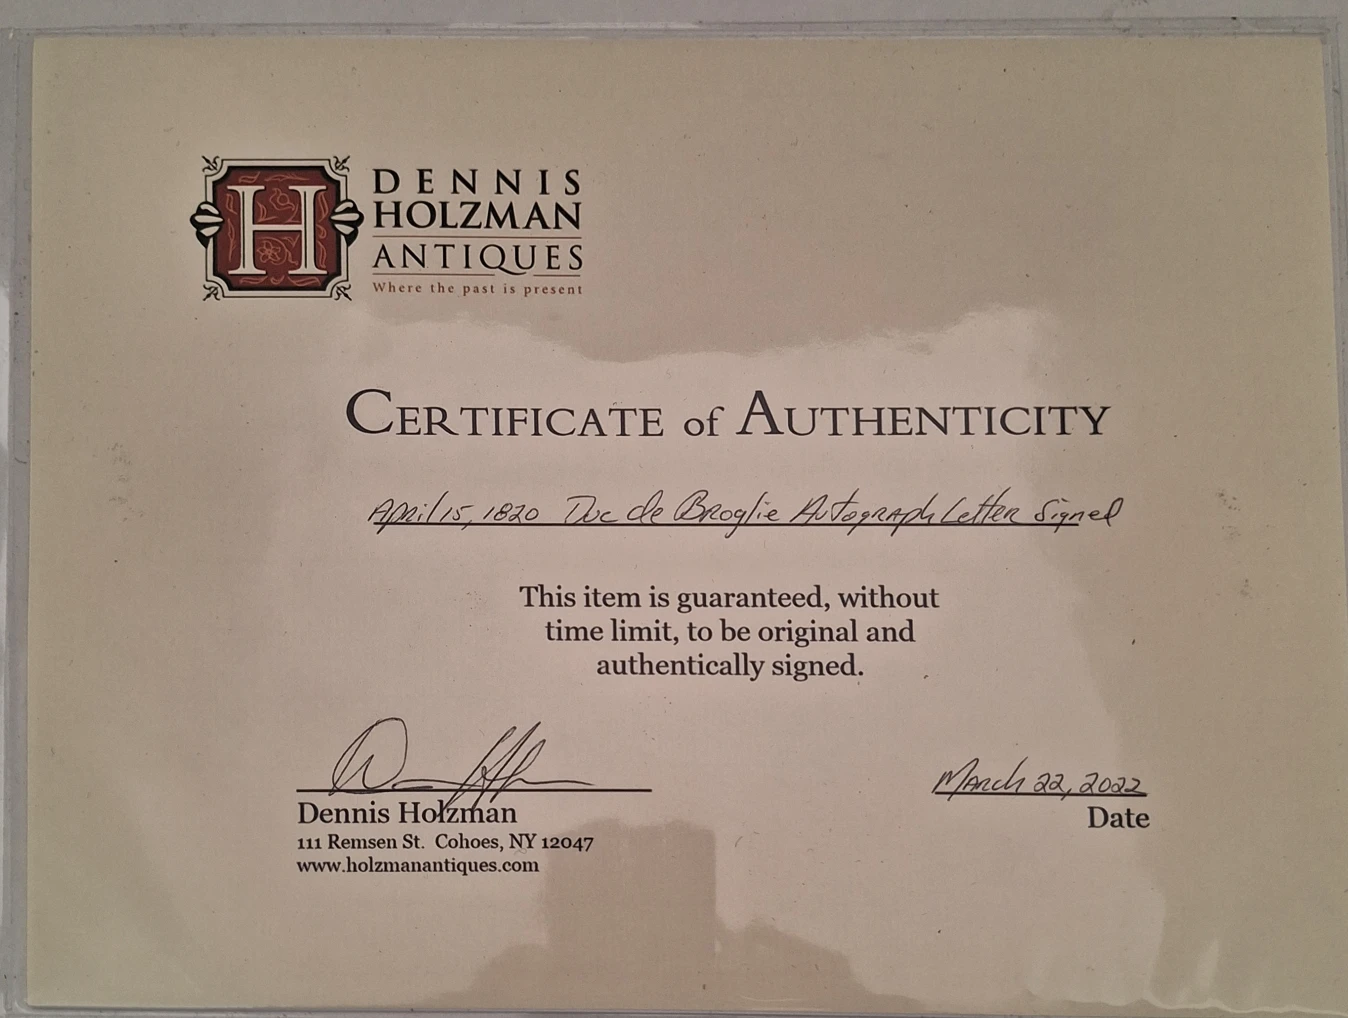 H
DENNIS
HOLZMAN
ANTIQUES
Where the past is present
CERTIFICATE of AUTHENTICITY
April 15, 1820 Duc de Broglie Autograph Letter Signed
This item is guaranteed, without
time limit, to be original and
authentically signed.
Dennis Holzman
111 Remsen St. Cohoes, NY 12047
www.holzmanantiques.com
March 22, 2022
Date